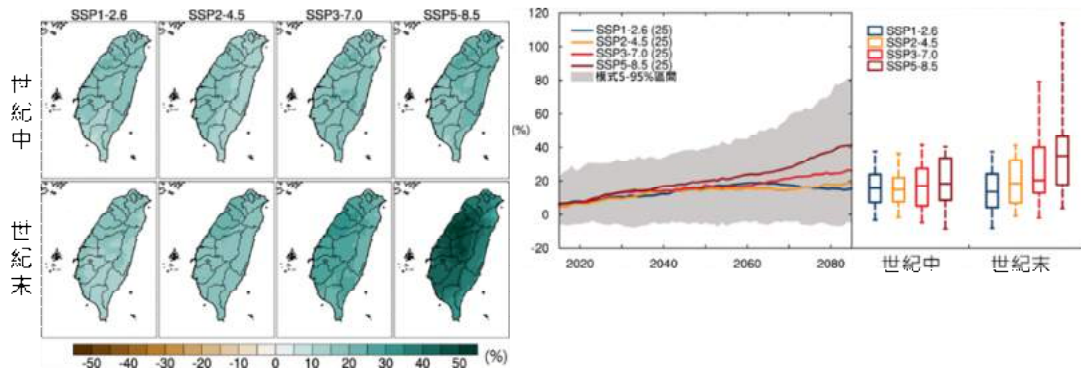 SSP1-2.6 SSP2-4.5 SSP3-7.0 SSP5-8.5
世紀中
世紀末
-50 -40 -30 -20 -10 0 10 20 30 40 50 (%)
120
100
80
60
40
20
0
-20
(%)
SSP1-2.6 (25)
SSP2-4.5 (25)
SSP3-7.0 (25)
SSP5-8.5 (25)
模式5-95%區間
2020 2040 2060 2080
SSP1-2.6
SSP2-4.5
SSP3-7.0
SSP5-8.5
世紀中 世紀末